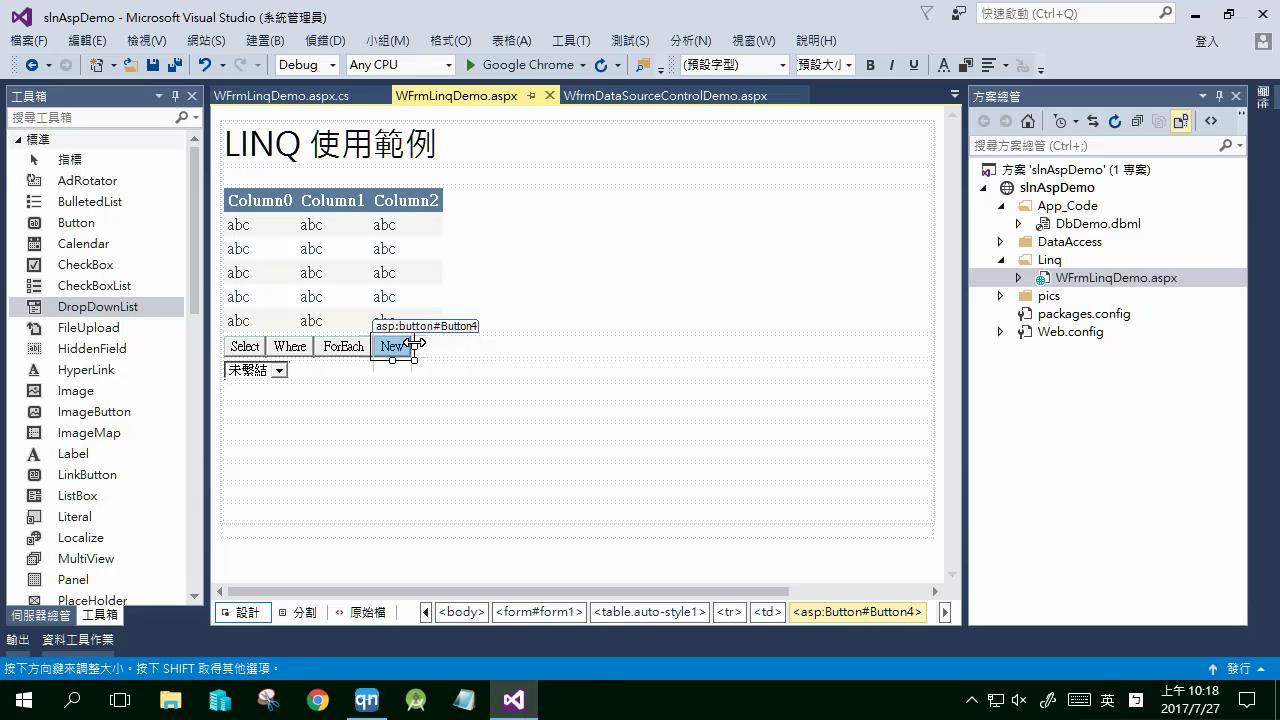 slnAspDemo - Microsoft Visual Studio (系統管理員)
快速啟動 (Ctrl+Q)
檔案(F) 編輯(E) 檢視(V) 網站(S) 建置(B) 偵錯(D) 小組(M) 格式(O) 表格(A) 工具(T) 測試(S) 分析(N) 視窗(W) 說明(H)
登入
Debug Any CPU Google Chrome (預設字型) 預設大小 B I U A
工具箱
WFrmLinqDemo.aspx.cs WFrmLinqDemo.aspx WfrmDataSourceControlDemo.aspx
方案總管
搜尋工具箱
標準
指標
AdRotator
BulletedList
Button
Calendar
CheckBox
CheckBoxList
DropDownList
FileUpload
HiddenField
HyperLink
Image
ImageButton
ImageMap
Label
LinkButton
ListBox
Literal
Localize
MultiView
Panel
PlaceHolder
伺服器總管 工具箱
LINQ 使用範例
Column0 Column1 Column2
abc abc abc
abc abc abc
abc abc abc
abc abc abc
abc abc abc
asp:button#Button4
Select Where ForEach New
未繫結
設計 分割 原始檔 <body> <form#form1> <table.auto-style1> <tr> <td> <asp:Button#Button4>
搜尋方案總管 (Ctrl+;)
方案 'slnAspDemo' (1 專案)
slnAspDemo
App_Code
DbDemo.dbml
DataAccess
Linq
WFrmLinqDemo.aspx
pics
packages.config
Web.config
輸出 資料工具作業
按下方向鍵來調整大小。按下 SHIFT 取得其他選項。
發行
qn
英
上午 10:18
2017/7/27